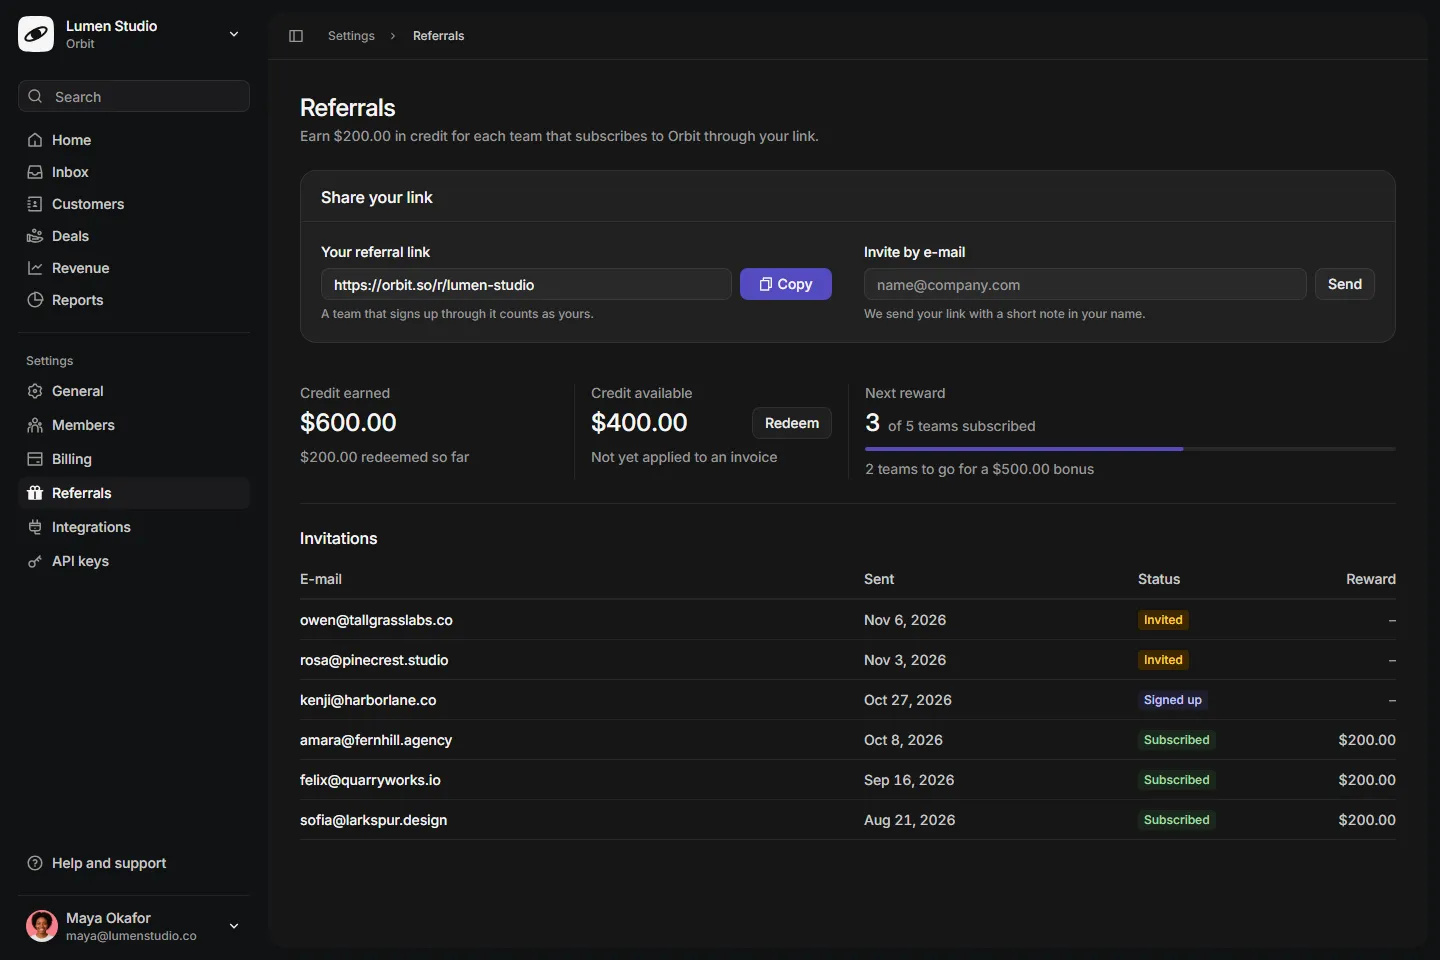 Lumen Studio
Orbit
Search
Home
Inbox
Customers
Deals
Revenue
Reports
Settings
General
Members
Billing
Referrals
Integrations
API keys
Help and support
Maya Okafor
maya@lumenstudio.co
Settings > Referrals
Referrals
Earn $200.00 in credit for each team that subscribes to Orbit through your link.
Share your link
Your referral link
https://orbit.so/r/lumen-studio Copy
A team that signs up through it counts as yours.
Invite by e-mail
name@company.com Send
We send your link with a short note in your name.
Credit earned
$600.00
$200.00 redeemed so far
Credit available
$400.00 Redeem
Not yet applied to an invoice
Next reward
3 of 5 teams subscribed
2 teams to go for a $500.00 bonus
Invitations
E-mail Sent Status Reward
owen@tallgrasslabs.co Nov 6, 2026 Invited –
rosa@pinecrest.studio Nov 3, 2026 Invited –
kenji@harborlane.co Oct 27, 2026 Signed up –
amara@fernhill.agency Oct 8, 2026 Subscribed $200.00
felix@quarryworks.io Sep 16, 2026 Subscribed $200.00
sofia@larkspur.design Aug 21, 2026 Subscribed $200.00